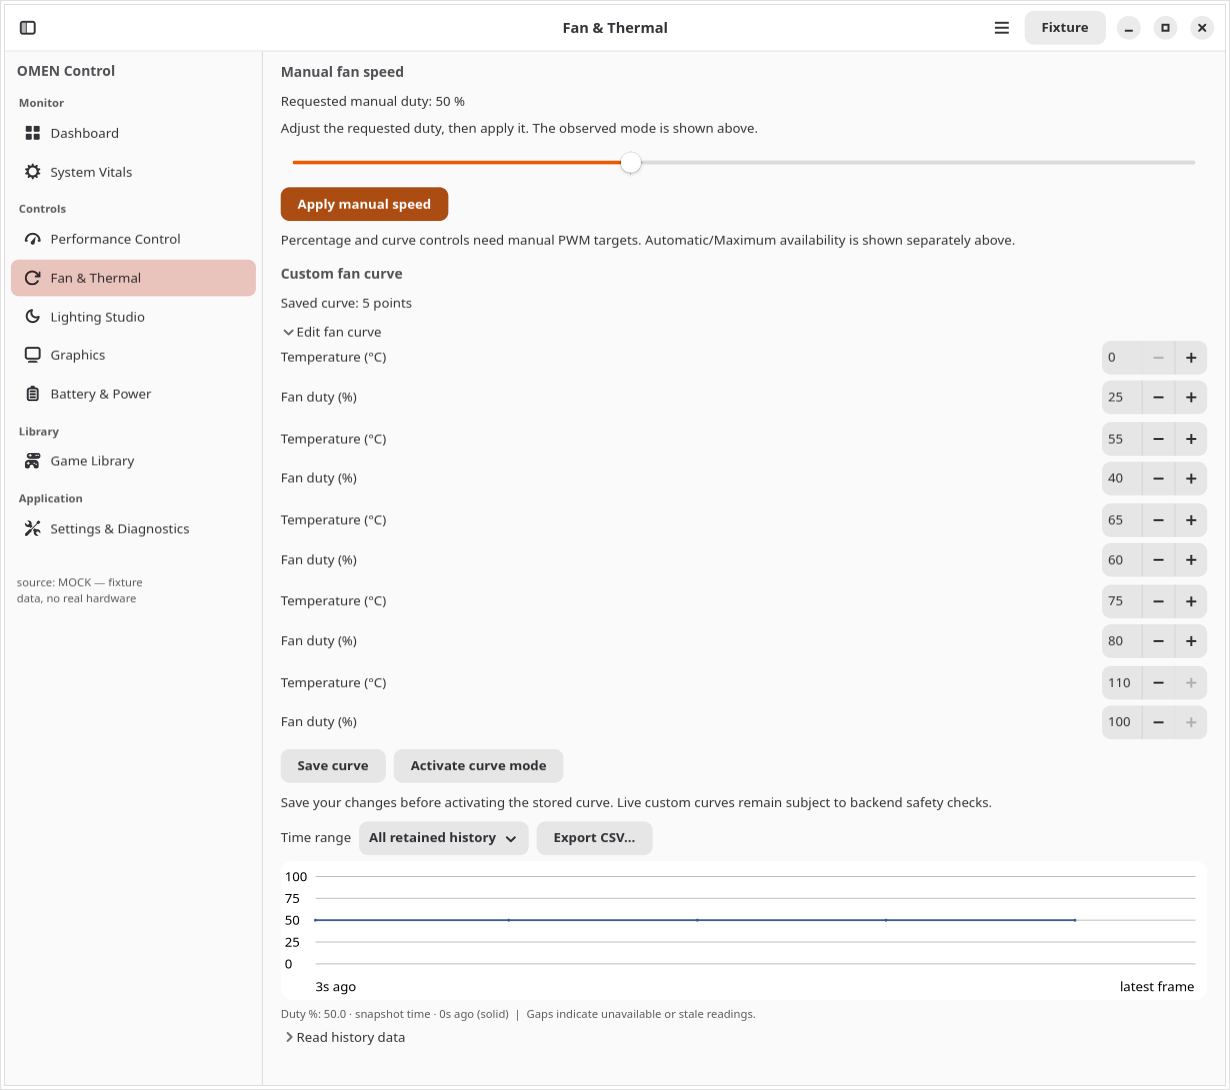 Fan & Thermal
Fixture
OMEN Control
Monitor
Dashboard
System Vitals
Controls
Performance Control
Fan & Thermal
Lighting Studio
Graphics
Battery & Power
Library
Game Library
Application
Settings & Diagnostics
source: MOCK — fixture
data, no real hardware
Manual fan speed
Requested manual duty: 50 %
Adjust the requested duty, then apply it. The observed mode is shown above.
Apply manual speed
Percentage and curve controls need manual PWM targets. Automatic/Maximum availability is shown separately above.
Custom fan curve
Saved curve: 5 points
Edit fan curve
Temperature (°C) 0 − +
Fan duty (%) 25 − +
Temperature (°C) 55 − +
Fan duty (%) 40 − +
Temperature (°C) 65 − +
Fan duty (%) 60 − +
Temperature (°C) 75 − +
Fan duty (%) 80 − +
Temperature (°C) 110 − +
Fan duty (%) 100 − +
Save curve Activate curve mode
Save your changes before activating the stored curve. Live custom curves remain subject to backend safety checks.
Time range All retained history Export CSV...
100
75
50
25
0
3s ago latest frame
Duty %: 50.0 · snapshot time · 0s ago (solid) | Gaps indicate unavailable or stale readings.
Read history data